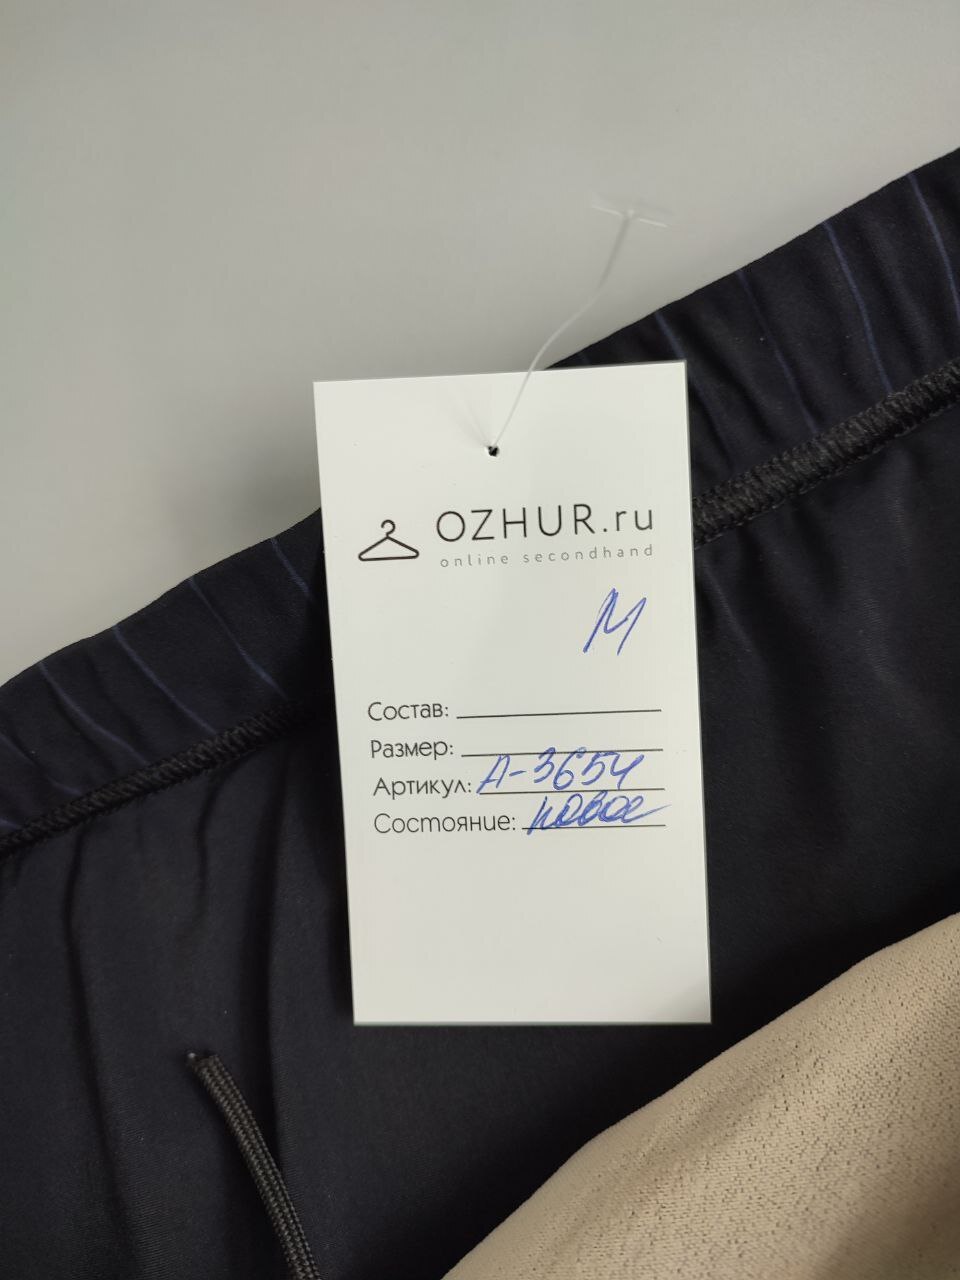 OZHUR.ru
online secondhand
М
Состав:
Размер:
Артикул: А-3654
Состояние: новое